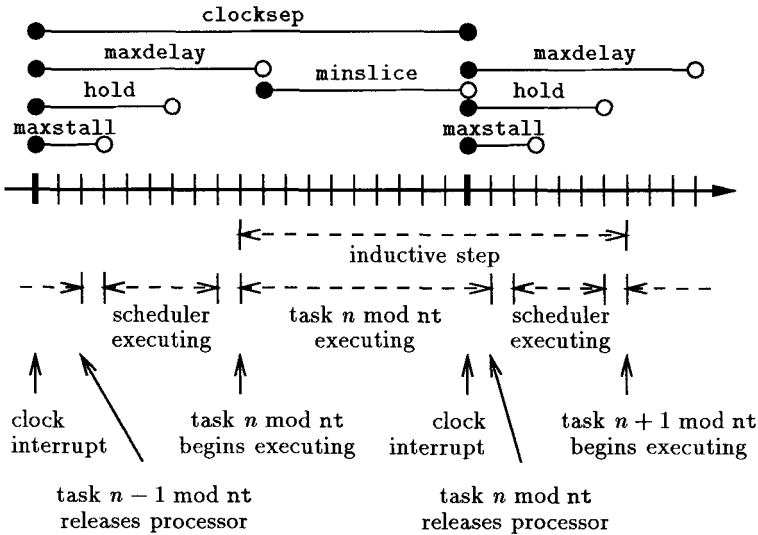 clocksep
maxdelay
maxdelay
minslice
hold
hold
maxstall
maxstall
inductive step
scheduler
executing
task n mod nt
executing
scheduler
executing
clock
interrupt
task n mod nt
begins executing
clock
interrupt
task n + 1 mod nt
begins executing
task n − 1 mod nt
releases processor
task n mod nt
releases processor